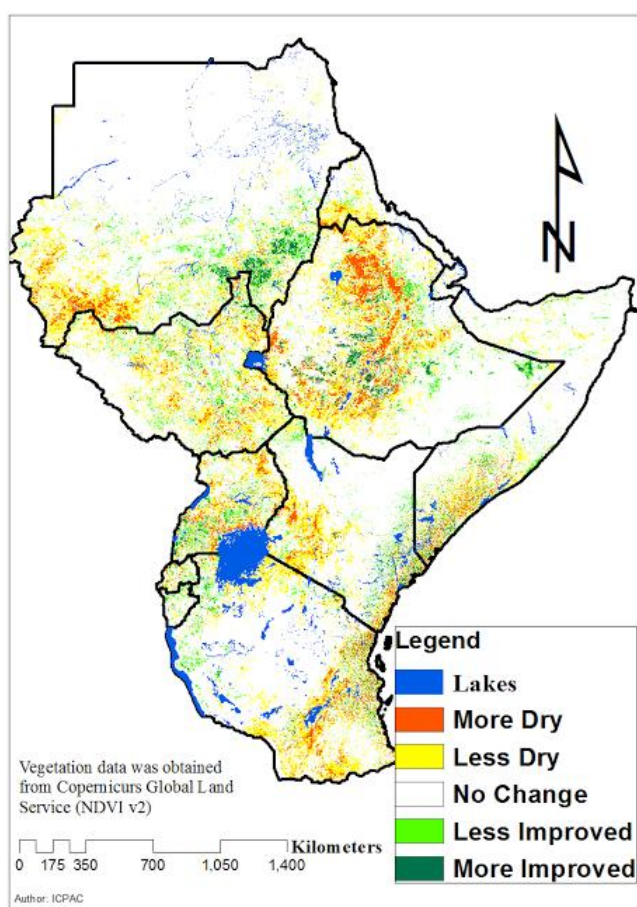 N
Legend
Lakes
More Dry
Less Dry
No Change
Less Improved
More Improved
Vegetation data was obtained
from Copernicurs Global Land
Service (NDVI v2)
Kilometers
0 175 350 700 1,050 1,400
Author: ICPAC